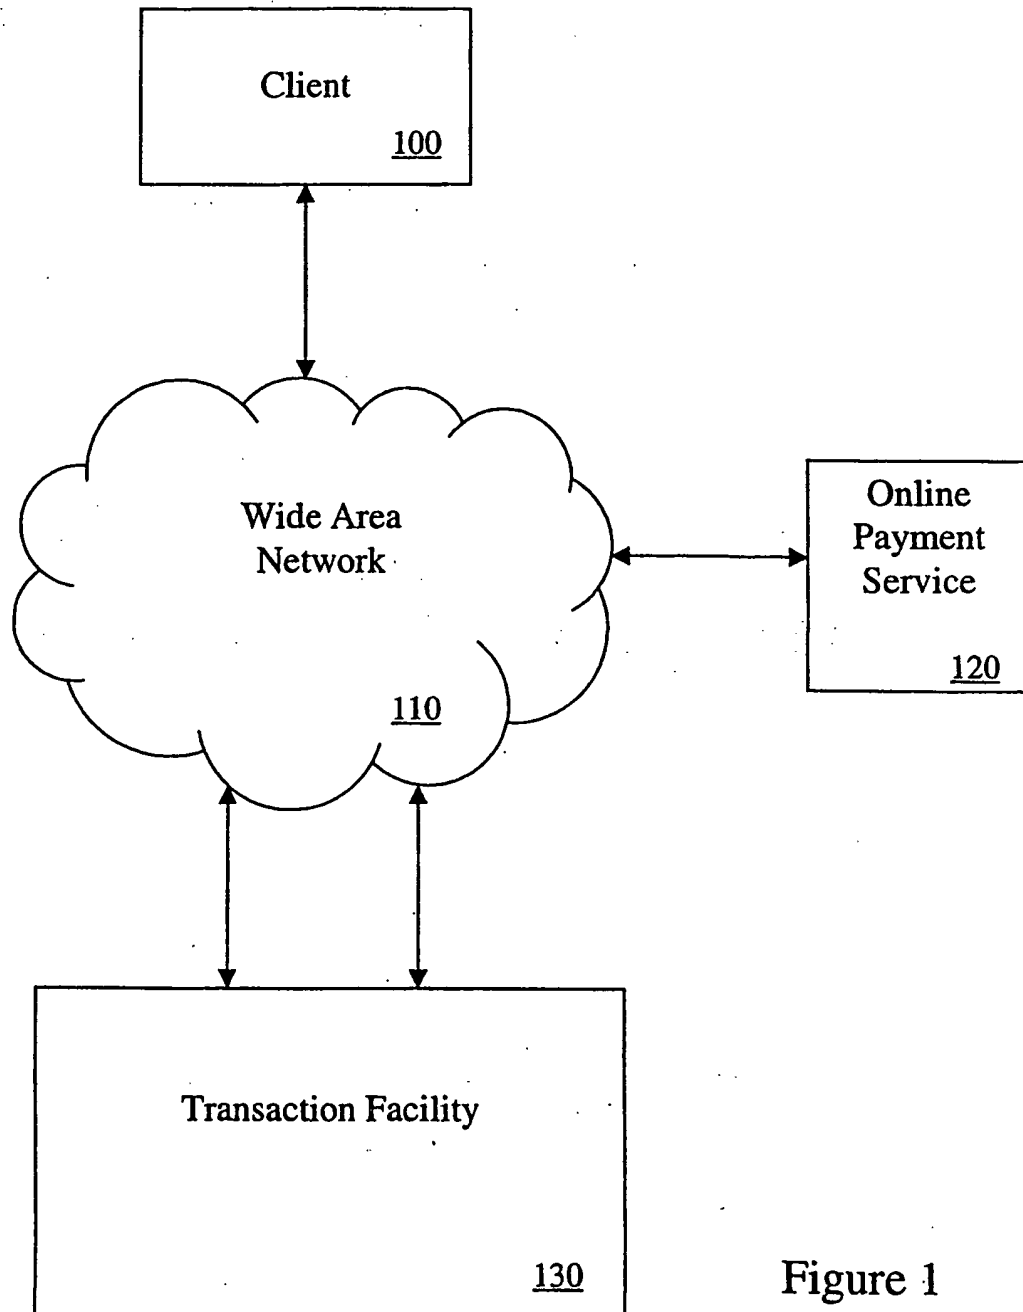 Client
100
Wide Area
Network
110
Online
Payment
Service
120
Transaction Facility
130
Figure 1